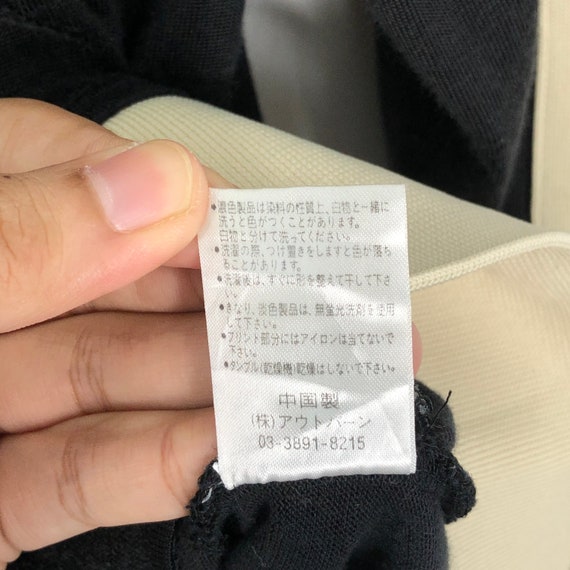 ●濃色製品は染料の性質上、白物と一緒に
洗うと色がつくことがあります。
白物と分けて洗ってください。
●洗濯の際、つけ置きをしますと色が落ち
ることがあります。
●洗濯後は、すぐに形を整えて干して下さ
い。
●きなり、淡色製品は、無蛍光洗剤を使用
して下さい。
●プリント部分にはアイロンは当てないで
下さい。
●タンブル(乾燥機)乾燥はしないで下さい。
中国製
(株)アウトバーン
03-3891-8215